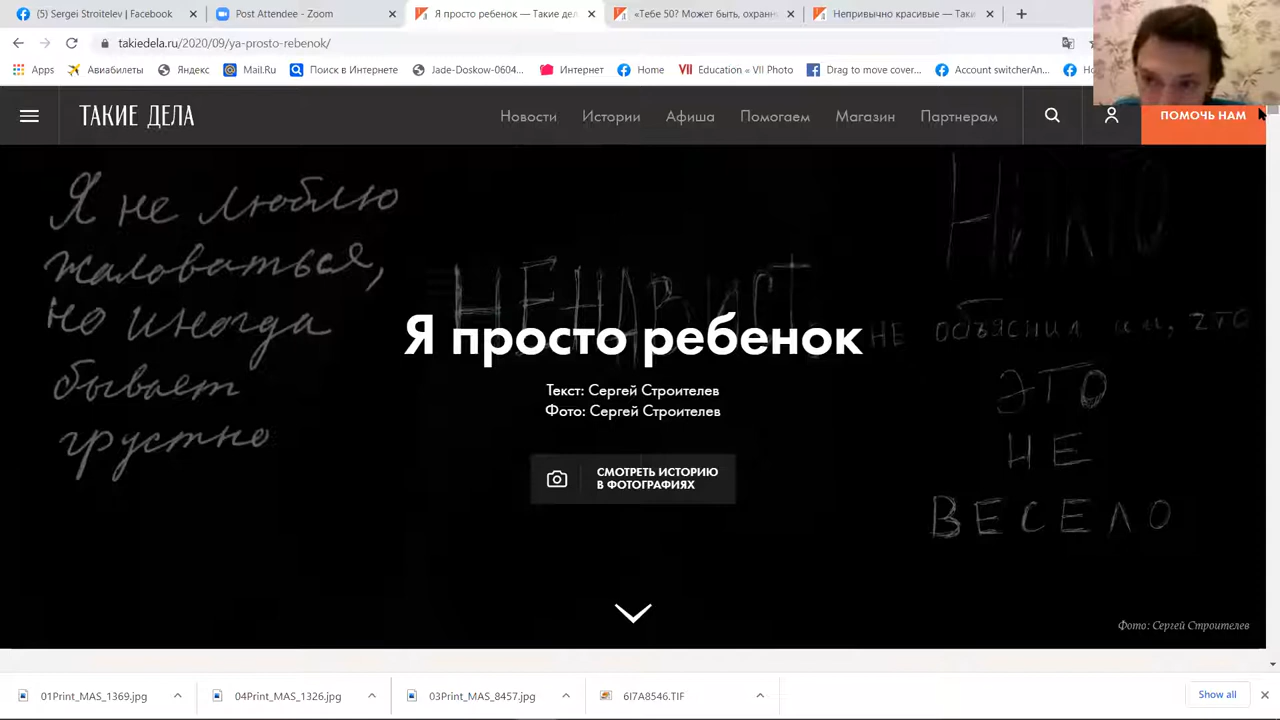 (5) Sergei Stroitelev | Facebook
Post Attendee - Zoom
Я просто ребенок — Такие дел
«Тебе 50? Может быть, охранн
Непривычно красивые — Таки
takiedela.ru/2020/09/ya-prosto-rebenok/
Apps
Авиабилеты
Яндекс
Mail.Ru
Поиск в Интернете
Jade-Doskow-0604...
Интернет
Home
VII Education « VII Photo
Drag to move cover...
Account switcherAn...
ТАКИЕ ДЕЛА
Новости
Истории
Афиша
Помогаем
Магазин
Партнерам
ПОМОЧЬ НАМ
Я не люблю
жаловаться,
но иногда
бывает
грустно
НЕНАВИСТ
НИКТО
НЕ объяснил им, что
ЭТО
НЕ
ВЕСЕЛО
Я просто ребенок
Текст: Сергей Строителев
Фото: Сергей Строителев
СМОТРЕТЬ ИСТОРИЮ
В ФОТОГРАФИЯХ
Фото: Сергей Строителев
01Print_MAS_1369.jpg
04Print_MAS_1326.jpg
03Print_MAS_8457.jpg
6I7A8546.TIF
Show all